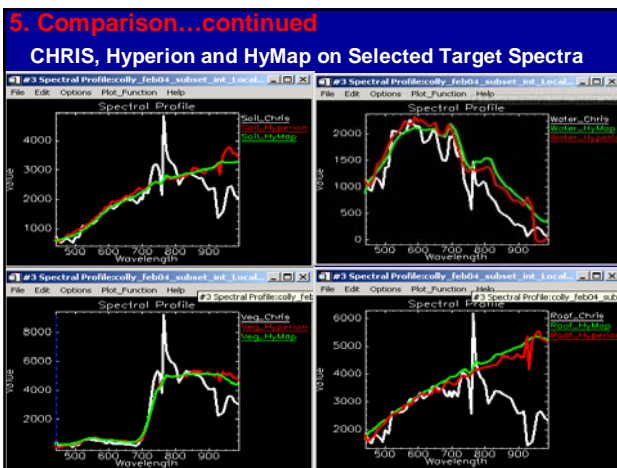 5. Comparison…continued
CHRIS, Hyperion and HyMap on Selected Target Spectra
#3 Spectral Profile:colly_feb04_subset_int_Local...
File Edit Options Plot_Function Help
Spectral Profile
Soil_Chris
Soil_Hyperion
Soil_HyMap
Value
4000
3000
2000
1000
500 600 700 800 900
Wavelength
#3 Spectral Profile:colly_feb04_subset_int_Local...
File Edit Options Plot_Function Help
Spectral Profile
Water_Chris
Water_HyMap
Water_Hyperion
Value
2000
1500
1000
500
0
500 600 700 800 900
Wavelength
#3 Spectral Profile:colly_feb04_subset_int_Local...
File Edit Options Plot_Function Help
#3 Spectral Profile:colly_feb
Spectral Profile
Veg_Chris
Veg_Hyperion
Veg_HyMap
Value
8000
6000
4000
2000
500 600 700 800 900
Wavelength
#3 Spectral Profile:colly_feb04_subset_int_Local...
File Edit Options Plot_Function Help
#3 Spectral Profile:colly_feb04_sub
Spectral Profile
Roof_Chris
Roof_HyMap
Roof_Hyperion
Value
6000
5000
4000
3000
2000
500 600 700 800 900
Wavelength